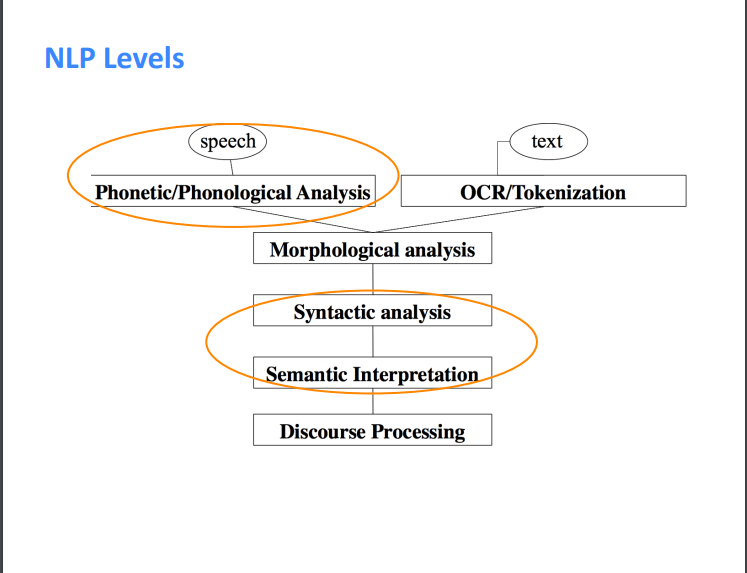 NLP Levels
speech
text
Phonetic/Phonological Analysis
OCR/Tokenization
Morphological analysis
Syntactic analysis
Semantic Interpretation
Discourse Processing